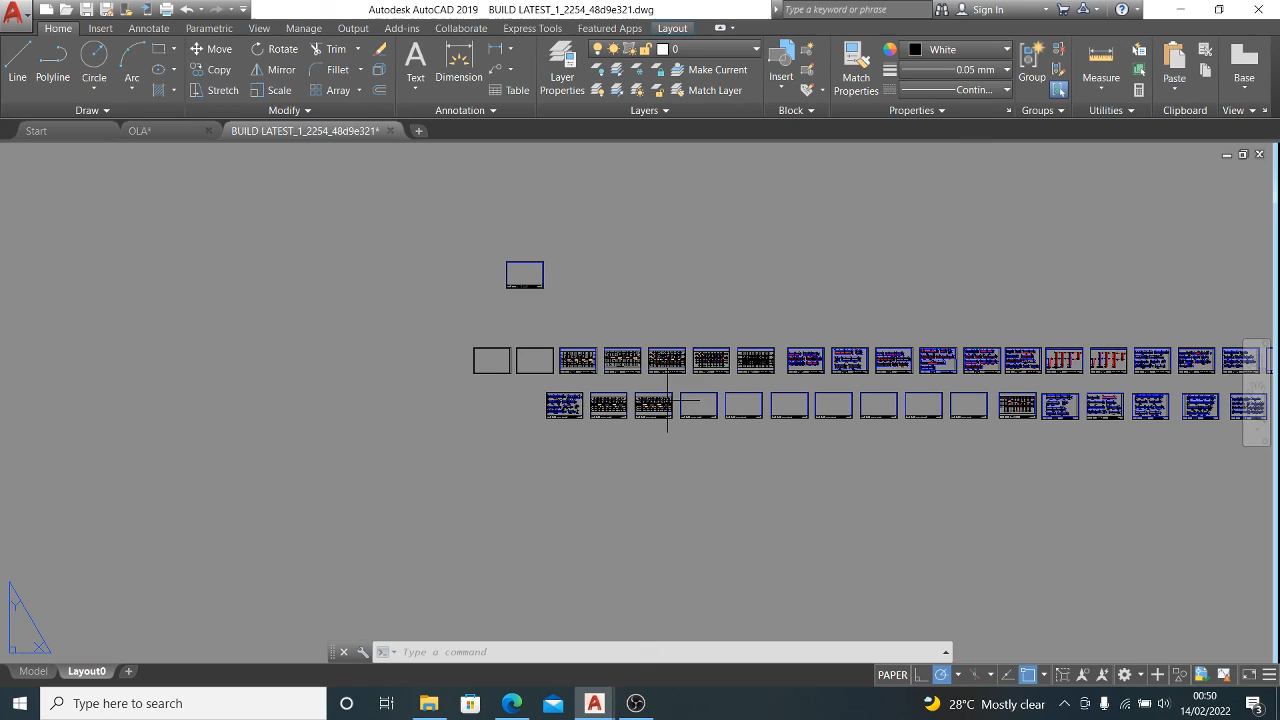 Autodesk AutoCAD 2019 BUILD LATEST_1_2254_48d9e321.dwg
Type a keyword or phrase
Sign In
Home Insert Annotate Parametric View Manage Output Add-ins Collaborate Express Tools Featured Apps Layout
Line Polyline Circle Arc
Move Rotate Trim
Copy Mirror Fillet
Stretch Scale Array
Text Dimension Table
Layer Properties
0
Make Current
Match Layer
Insert
Match Properties
White
0.05 mm
Contin...
Group
Measure
Paste
Base
Draw Modify Annotation Layers Block Properties Groups Utilities Clipboard View
Start OLA* BUILD LATEST_1_2254_48d9e321*
Y
X
Type a command
Model Layout0
PAPER
Type here to search
28°C Mostly clear
00:50
14/02/2022
3